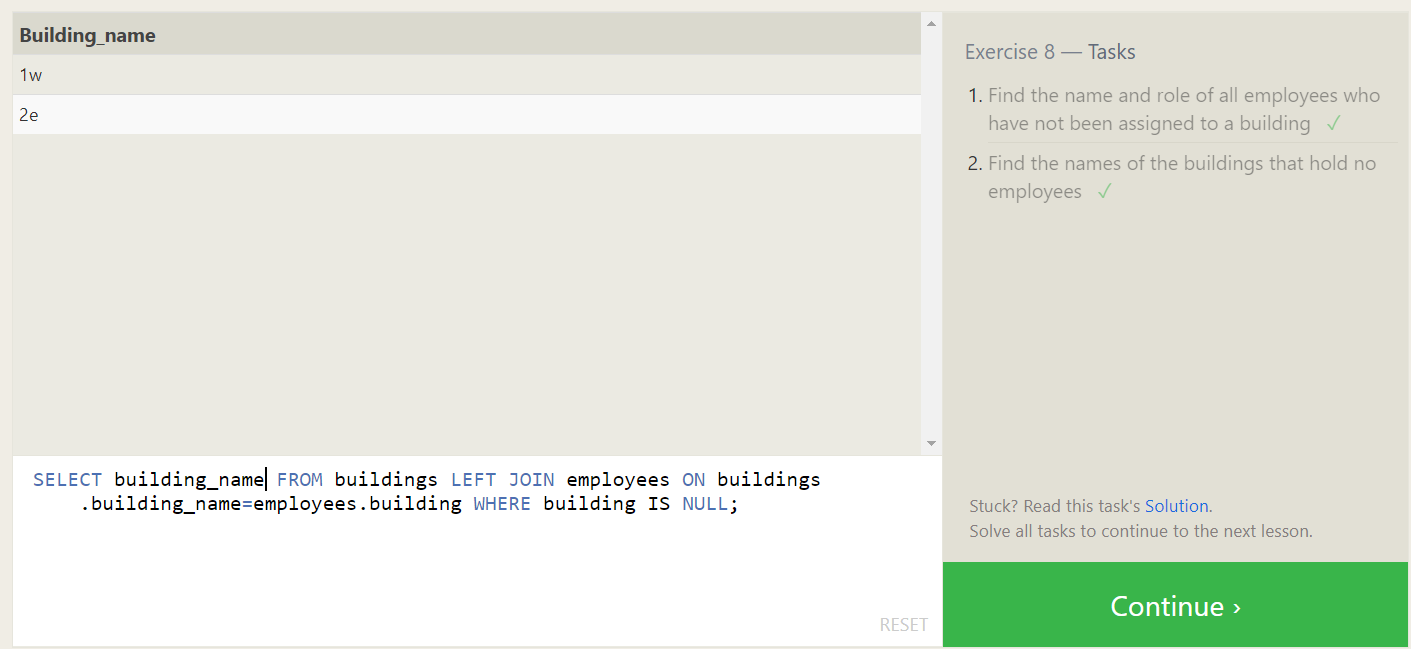 Building_name
1w
2e
SELECT building_name FROM buildings LEFT JOIN employees ON buildings
.building_name=employees.building WHERE building IS NULL;
RESET
Exercise 8 — Tasks
1. Find the name and role of all employees who
have not been assigned to a building ✓
2. Find the names of the buildings that hold no
employees ✓
Stuck? Read this task's Solution.
Solve all tasks to continue to the next lesson.
Continue ›